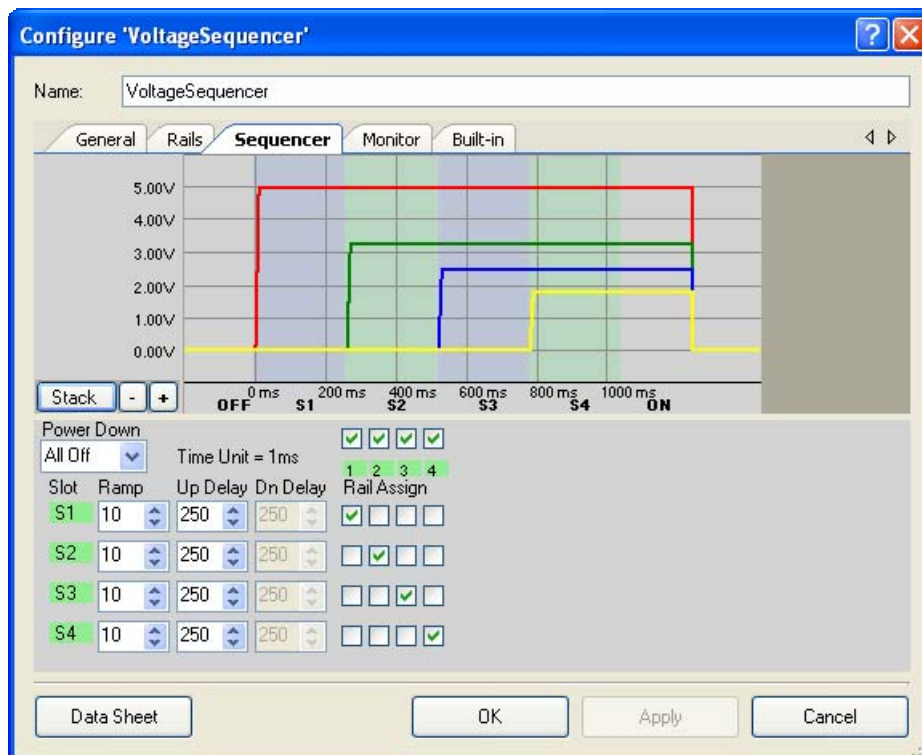 Configure 'VoltageSequencer'
Name: VoltageSequencer
General Rails Sequencer Monitor Built-in
5.00V
4.00V
3.00V
2.00V
1.00V
0.00V
0 ms 200 ms 400 ms 600 ms 800 ms 1000 ms
OFF S1 S2 S3 S4 ON
Stack - +
Power Down
All Off Time Unit = 1ms
1 2 3 4
Slot Ramp Up Delay Dn Delay Rail Assign
S1 10 250 250
S2 10 250 250
S3 10 250 250
S4 10 250 250
Data Sheet OK Apply Cancel